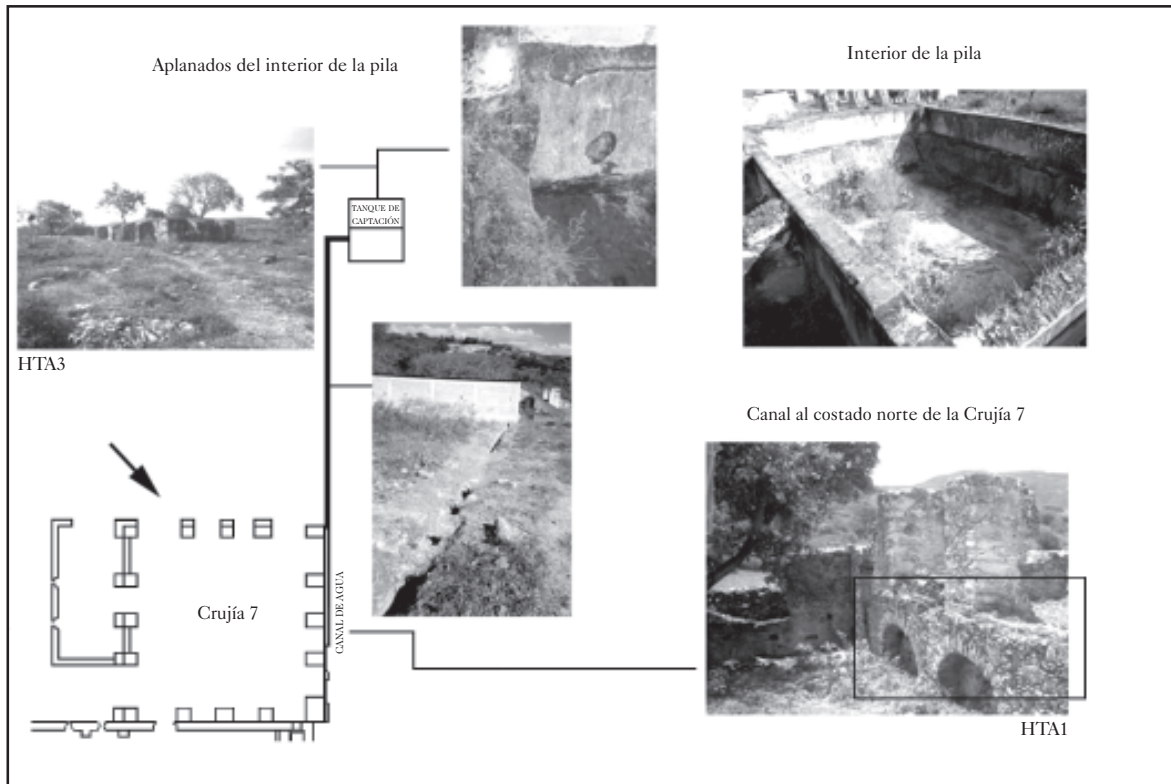 Aplanados del interior de la pila
Interior de la pila
TANQUE DE
CAPTACIÓN
HTA3
Canal al costado norte de la Crujía 7
Crujía 7
CANAL DE AGUA
HTA1